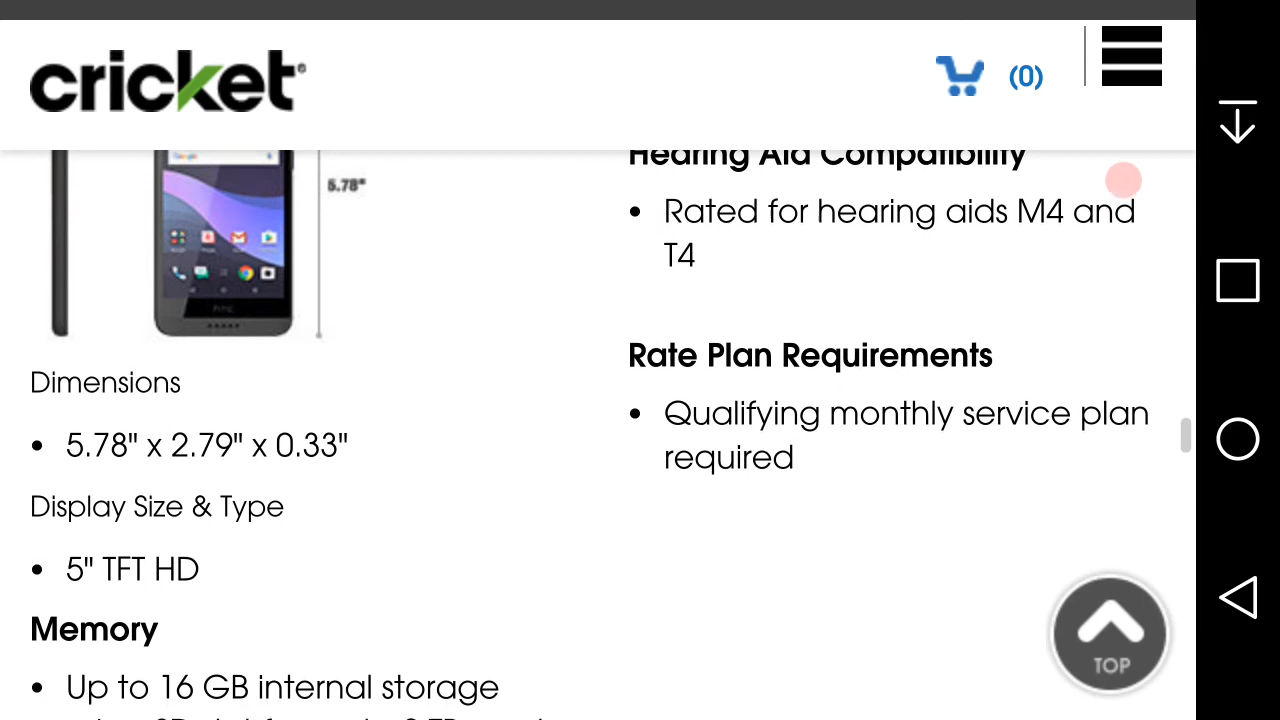 cricket
(0)
5.78"
Google
hTC
Dimensions
5.78" x 2.79" x 0.33"
Display Size & Type
5" TFT HD
Memory
Up to 16 GB internal storage
Hearing Aid Compatibility
Rated for hearing aids M4 and
T4
Rate Plan Requirements
Qualifying monthly service plan
required
TOP